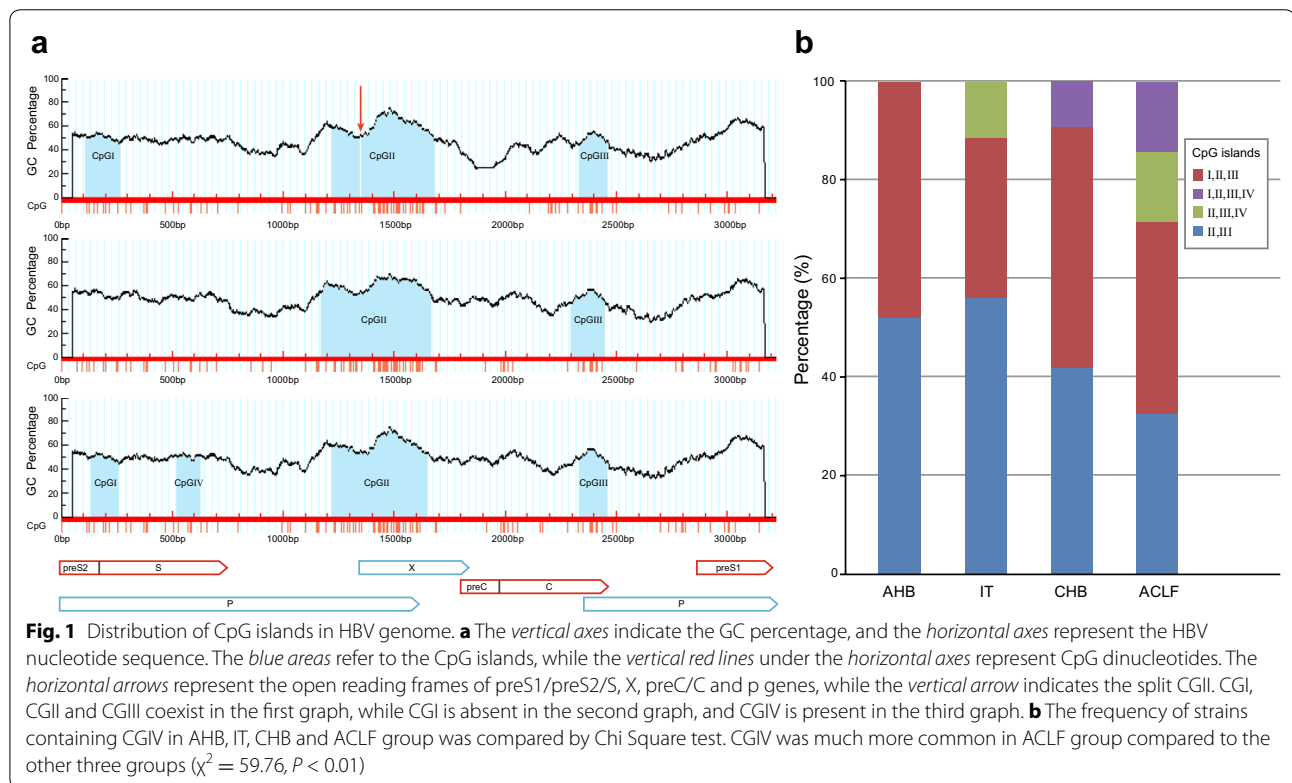 a
GC Percentage
100
80
60
40
20
0
CpGI
CpGII
CpGIII
CpG
0bp
500bp
1000bp
1500bp
2000bp
2500bp
3000bp
GC Percentage
100
80
60
40
20
0
CpGII
CpGIII
CpG
0bp
500bp
1000bp
1500bp
2000bp
2500bp
3000bp
GC Percentage
100
80
60
40
20
0
CpGI
CpGIV
CpGII
CpGIII
CpG
0bp
500bp
1000bp
1500bp
2000bp
2500bp
3000bp
preS2
S
X
preS1
preC
C
P
P
b
Percentage (%)
100
80
60
40
20
0
AHB
IT
CHB
ACLF
CpG islands
I,II,III
I,II,III,IV
II,III,IV
II,III
Fig. 1 Distribution of CpG islands in HBV genome. a The vertical axes indicate the GC percentage, and the horizontal axes represent the HBV
nucleotide sequence. The blue areas refer to the CpG islands, while the vertical red lines under the horizontal axes represent CpG dinucleotides. The
horizontal arrows represent the open reading frames of preS1/preS2/S, X, preC/C and p genes, while the vertical arrow indicates the split CGII. CGI,
CGII and CGIII coexist in the first graph, while CGI is absent in the second graph, and CGIV is present in the third graph. b The frequency of strains
containing CGIV in AHB, IT, CHB and ACLF group was compared by Chi Square test. CGIV was much more common in ACLF group compared to the
other three groups (χ² = 59.76, P < 0.01)